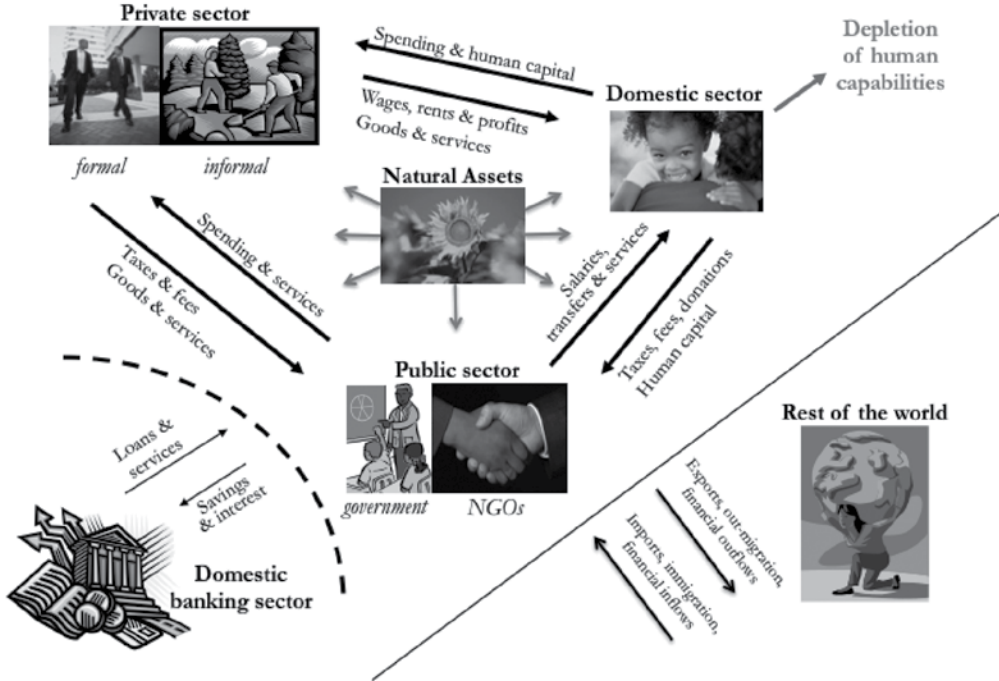 Private sector
formal
informal
Spending & human capital
Wages, rents & profits
Goods & services
Domestic sector
Depletion
of human
capabilities
Natural Assets
Spending & services
Taxes & fees
Goods & services
Salaries,
transfers & services
Taxes, fees, donations
Human capital
Public sector
government
NGOs
Loans &
services
Savings
& interest
Domestic
banking sector
Rest of the world
Exports, out-migration,
financial ouflows
Imports, immigration,
financial inflows